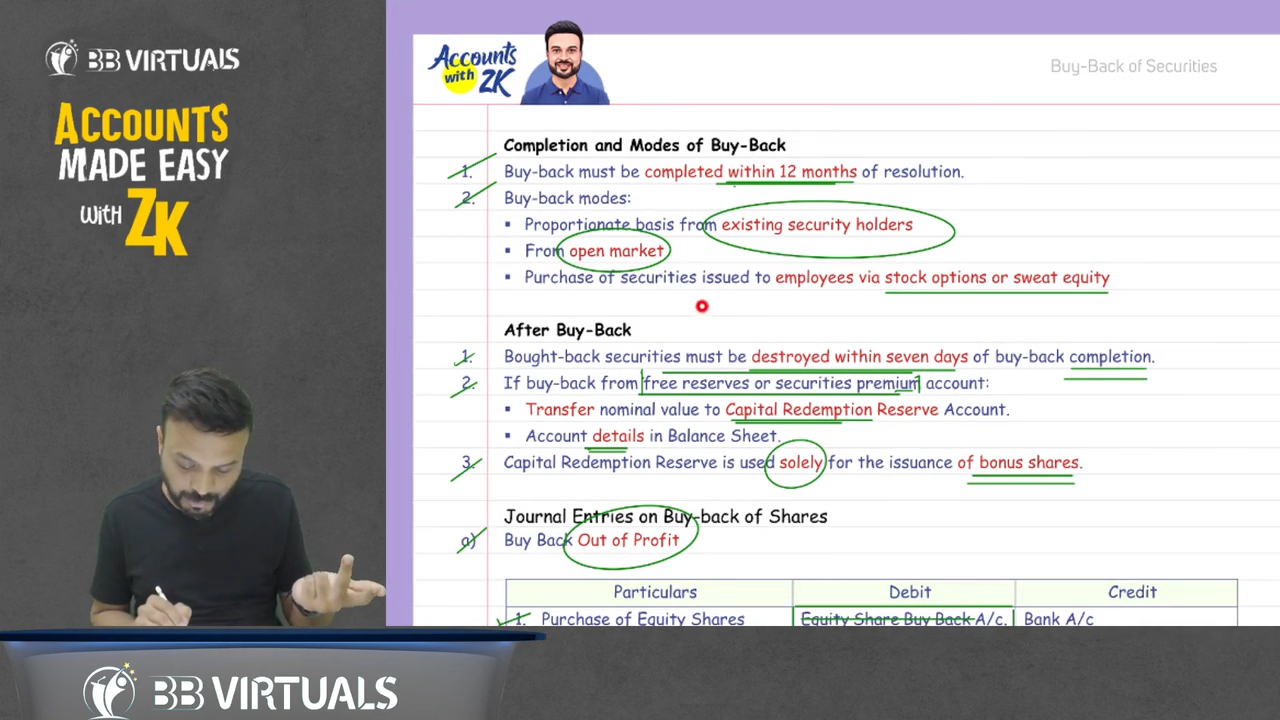 BB VIRTUALS
ACCOUNTS
MADE EASY
WITH ZK
Accounts
with ZK
Buy-Back of Securities
Completion and Modes of Buy-Back
1. Buy-back must be completed within 12 months of resolution.
2. Buy-back modes:
▪ Proportionate basis from existing security holders
▪ From open market
▪ Purchase of securities issued to employees via stock options or sweat equity
After Buy-Back
1. Bought-back securities must be destroyed within seven days of buy-back completion.
2. If buy-back from free reserves or securities premium account:
▪ Transfer nominal value to Capital Redemption Reserve Account.
▪ Account details in Balance Sheet.
3. Capital Redemption Reserve is used solely for the issuance of bonus shares.
Journal Entries on Buy-back of Shares
a) Buy Back Out of Profit
Particulars Debit Credit
1. Purchase of Equity Shares Equity Share Buy Back A/c. Bank A/c
BB VIRTUALS